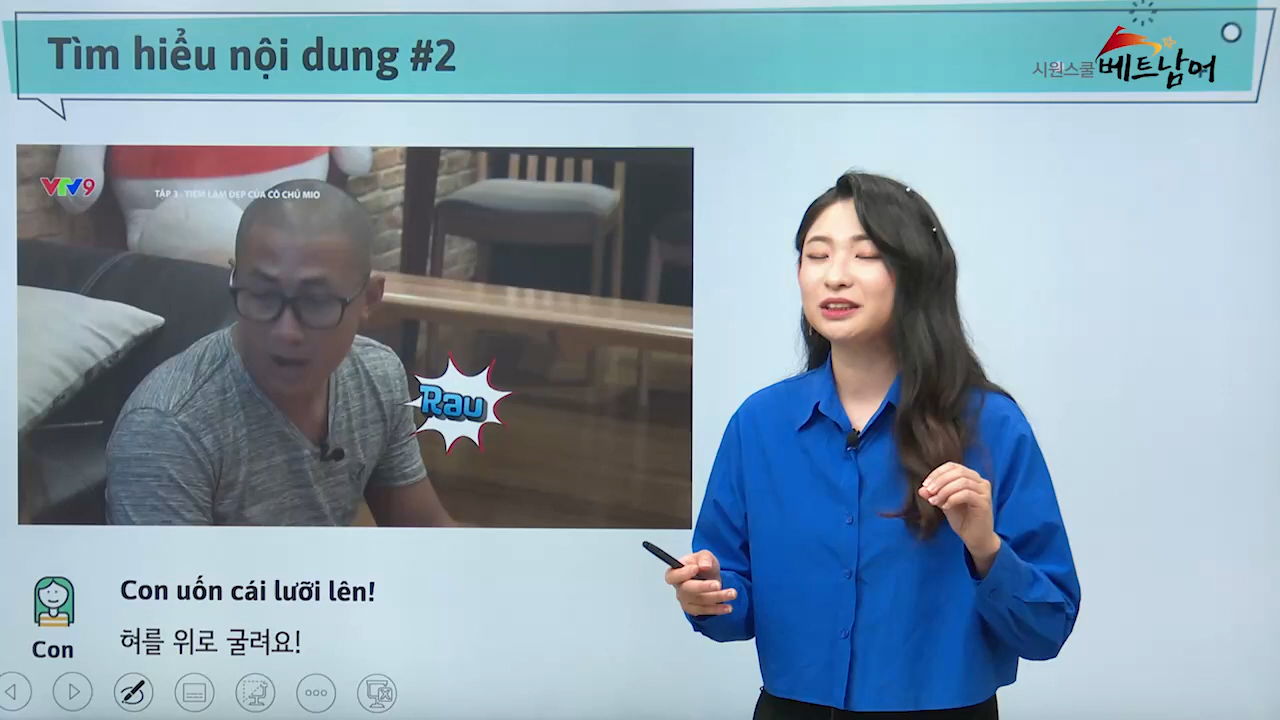 Tìm hiểu nội dung #2
시원스쿨 베트남어
VTV9
TẬP 3 - TIỆM LÀM ĐẸP CỦA CÔ CHỦ MIO
Rau
Con uốn cái lưỡi lên!
Con
혀를 위로 굴려요!